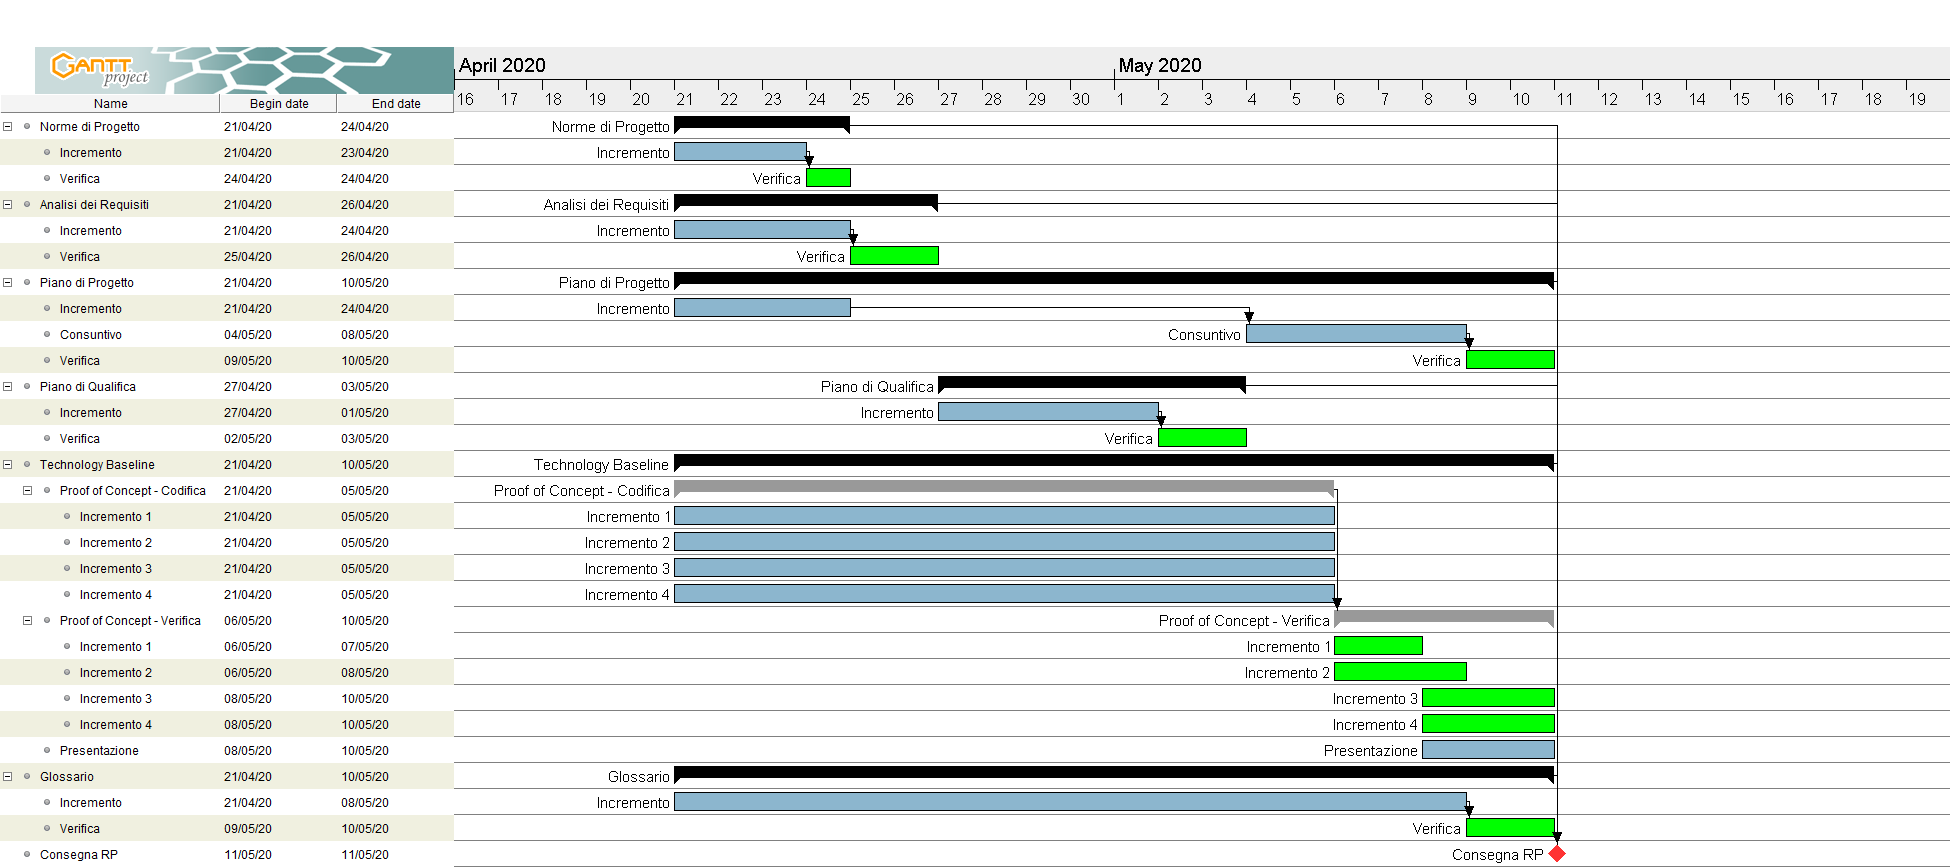 GANTT
project
April 2020
May 2020
Name Begin date End date
16 17 18 19 20 21 22 23 24 25 26 27 28 29 30 1 2 3 4 5 6 7 8 9 10 11 12 13 14 15 16 17 18 19
Norme di Progetto 21/04/20 24/04/20 Norme di Progetto
Incremento 21/04/20 23/04/20 Incremento
Verifica 24/04/20 24/04/20 Verifica
Analisi dei Requisiti 21/04/20 26/04/20 Analisi dei Requisiti
Incremento 21/04/20 24/04/20 Incremento
Verifica 25/04/20 26/04/20 Verifica
Piano di Progetto 21/04/20 10/05/20 Piano di Progetto
Incremento 21/04/20 24/04/20 Incremento
Consuntivo 04/05/20 08/05/20 Consuntivo
Verifica 09/05/20 10/05/20 Verifica
Piano di Qualifica 27/04/20 03/05/20 Piano di Qualifica
Incremento 27/04/20 01/05/20 Incremento
Verifica 02/05/20 03/05/20 Verifica
Technology Baseline 21/04/20 10/05/20 Technology Baseline
Proof of Concept - Codifica 21/04/20 05/05/20 Proof of Concept - Codifica
Incremento 1 21/04/20 05/05/20 Incremento 1
Incremento 2 21/04/20 05/05/20 Incremento 2
Incremento 3 21/04/20 05/05/20 Incremento 3
Incremento 4 21/04/20 05/05/20 Incremento 4
Proof of Concept - Verifica 06/05/20 10/05/20 Proof of Concept - Verifica
Incremento 1 06/05/20 07/05/20 Incremento 1
Incremento 2 06/05/20 08/05/20 Incremento 2
Incremento 3 08/05/20 10/05/20 Incremento 3
Incremento 4 08/05/20 10/05/20 Incremento 4
Presentazione 08/05/20 10/05/20 Presentazione
Glossario 21/04/20 10/05/20 Glossario
Incremento 21/04/20 08/05/20 Incremento
Verifica 09/05/20 10/05/20 Verifica
Consegna RP 11/05/20 11/05/20 Consegna RP